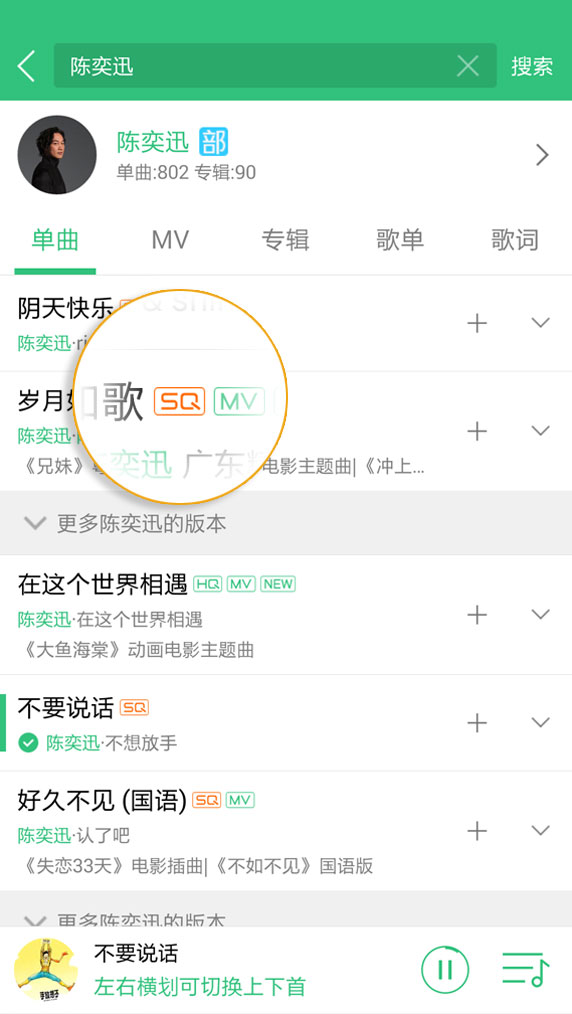 陈奕迅
搜索
陈奕迅 部
单曲:802 专辑:90
单曲 MV 专辑 歌单 歌词
阴天快乐
陈奕迅·
岁月如歌 SQ MV
陈奕迅
奕迅 广东
《兄妹》 电影主题曲|《冲上...
更多陈奕迅的版本
在这个世界相遇 HQ MV NEW
陈奕迅·在这个世界相遇
《大鱼海棠》动画电影主题曲
不要说话 SQ
陈奕迅·不想放手
好久不见 (国语) SQ MV
陈奕迅·认了吧
《失恋33天》电影插曲|《不如不见》国语版
更多陈奕迅的版本
不要说话
左右横划可切换上下首